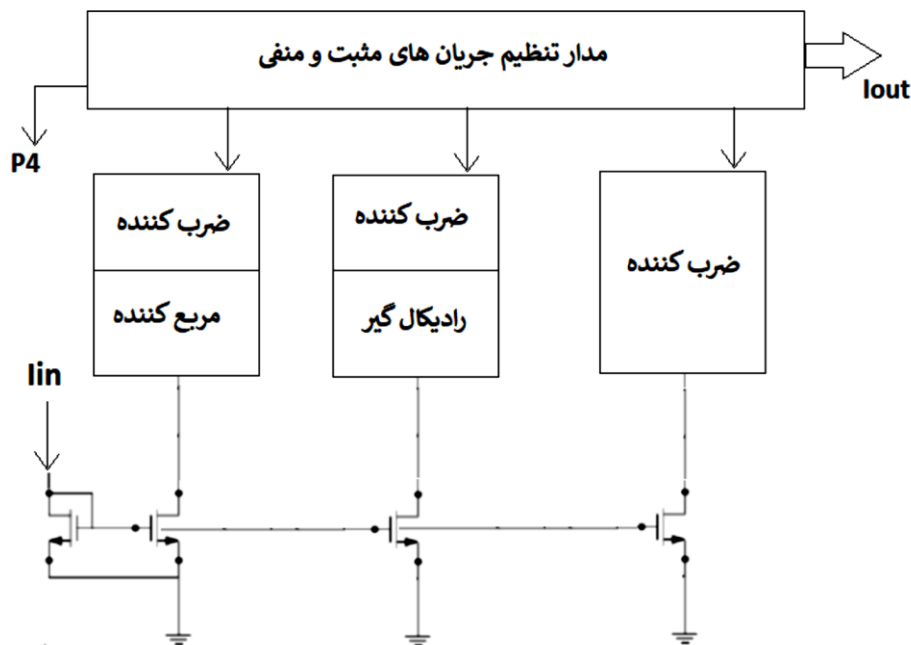 مدار تنظیم جریان های مثبت و منفی
Iout
P4
ضرب کننده
مربع کننده
ضرب کننده
رادیکال گیر
ضرب کننده
Iin